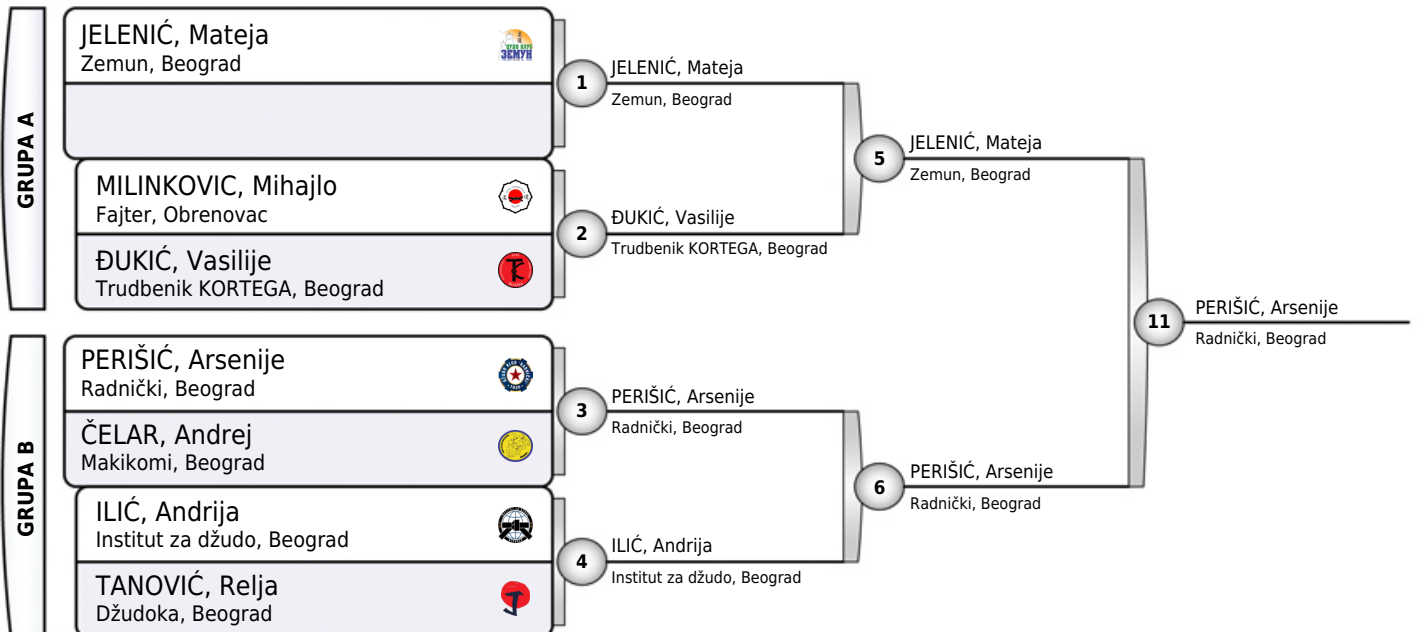 GRUPA A
JELENIĆ, Mateja
Zemun, Beograd
ЗЕМУН
MILINKOVIC, Mihajlo
Fajter, Obrenovac
ĐUKIĆ, Vasilije
Trudbenik KORTEGA, Beograd
GRUPA B
PERIŠIĆ, Arsenije
Radnički, Beograd
ČELAR, Andrej
Makikomi, Beograd
ILIĆ, Andrija
Institut za džudo, Beograd
TANOVIĆ, Relja
Džudoka, Beograd
1
JELENIĆ, Mateja
Zemun, Beograd
2
ĐUKIĆ, Vasilije
Trudbenik KORTEGA, Beograd
3
PERIŠIĆ, Arsenije
Radnički, Beograd
4
ILIĆ, Andrija
Institut za džudo, Beograd
5
JELENIĆ, Mateja
Zemun, Beograd
6
PERIŠIĆ, Arsenije
Radnički, Beograd
11
PERIŠIĆ, Arsenije
Radnički, Beograd